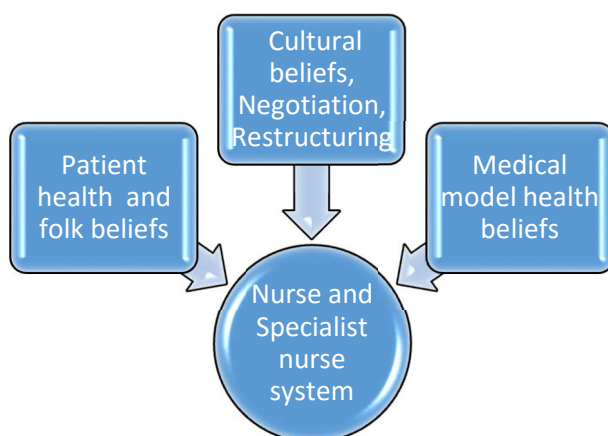 Cultural
beliefs,
Negotiation,
Restructuring
Patient
health and
folk beliefs
Medical
model health
beliefs
Nurse and
Specialist
nurse
system